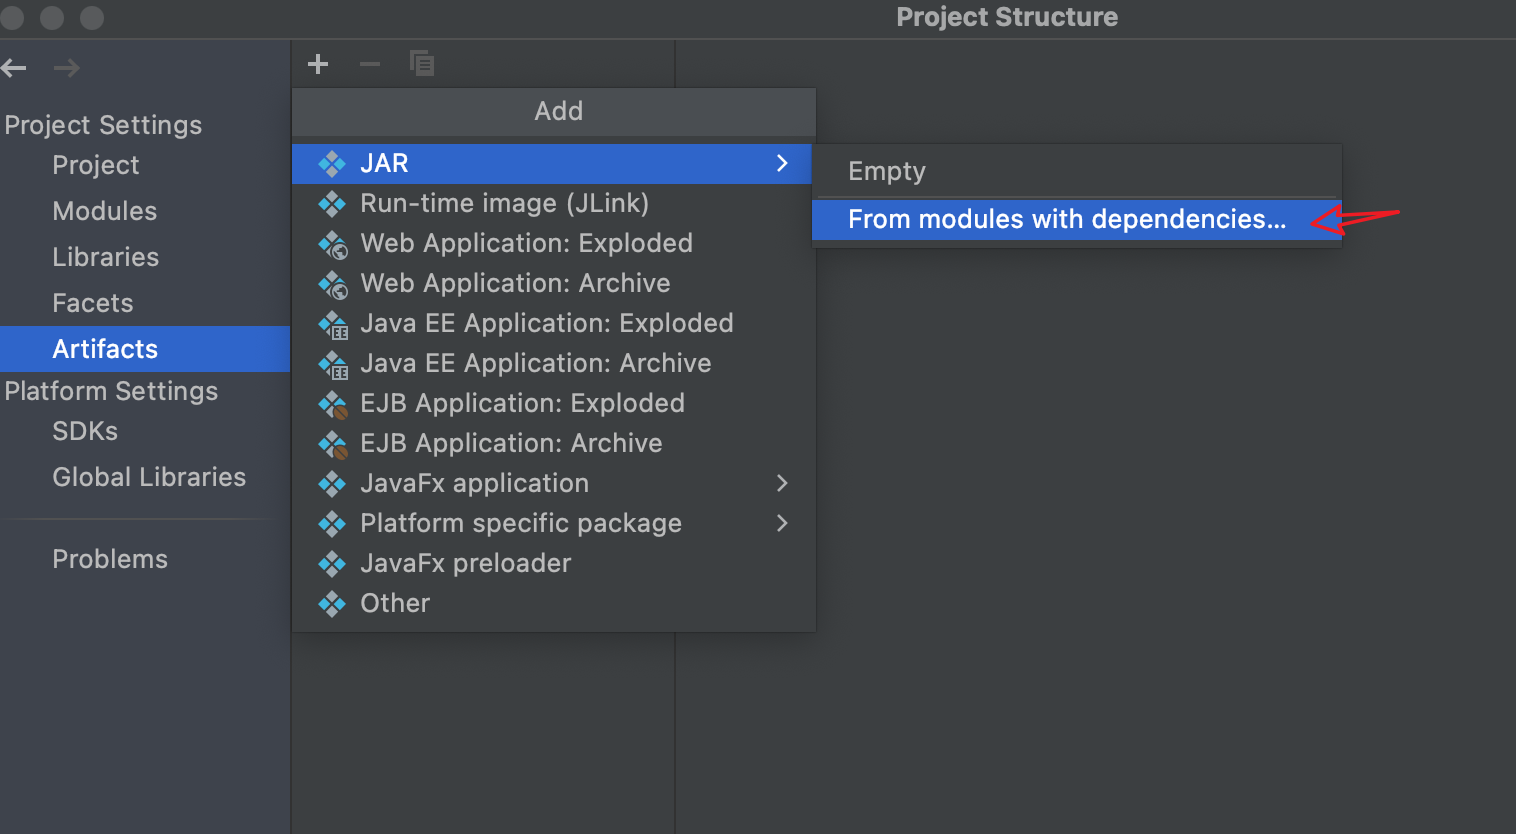 Project Structure
Project Settings
Project
Modules
Libraries
Facets
Artifacts
Platform Settings
SDKs
Global Libraries
Problems
Add
JAR
Run-time image (JLink)
Web Application: Exploded
Web Application: Archive
Java EE Application: Exploded
Java EE Application: Archive
EJB Application: Exploded
EJB Application: Archive
JavaFx application
Platform specific package
JavaFx preloader
Other
Empty
From modules with dependencies...